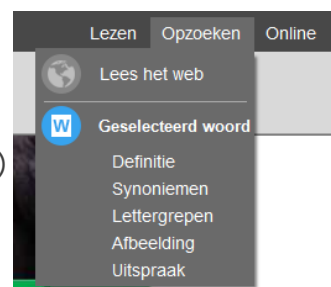 Lezen Opzoeken Online
Lees het web
W Geselecteerd woord
Definitie
Synoniemen
Lettergrepen
Afbeelding
Uitspraak
)